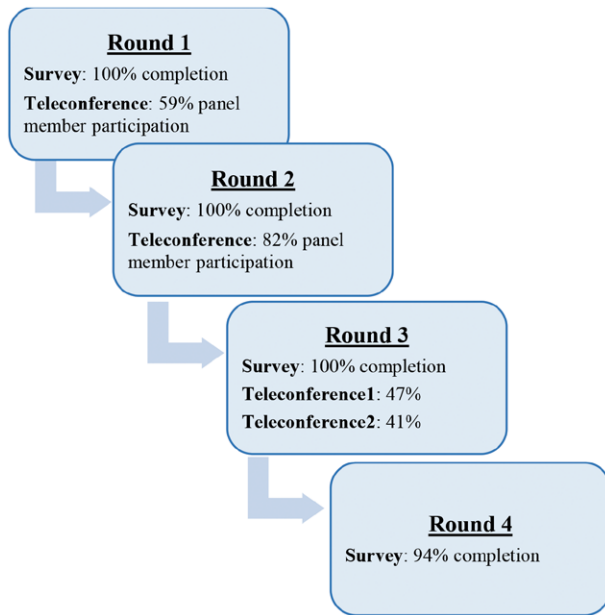 Round 1
Survey: 100% completion
Teleconference: 59% panel
member participation
Round 2
Survey: 100% completion
Teleconference: 82% panel
member participation
Round 3
Survey: 100% completion
Teleconference1: 47%
Teleconference2: 41%
Round 4
Survey: 94% completion